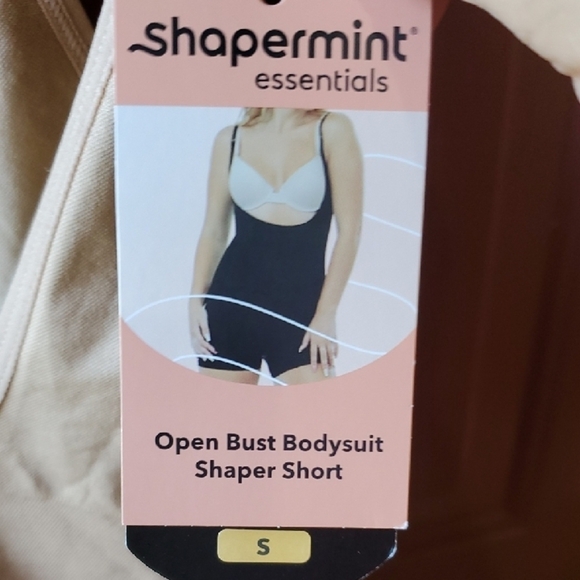 shapermint®
essentials
Open Bust Bodysuit
Shaper Short
S